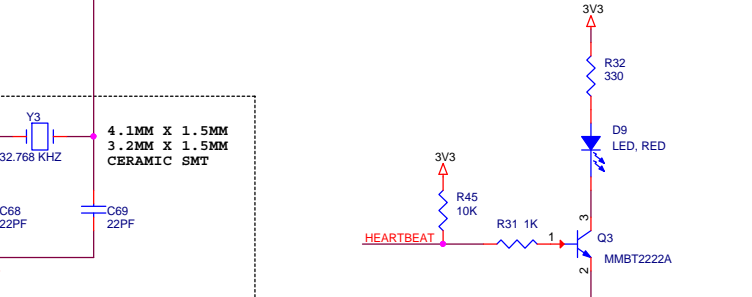 3V3
R32
330
Y3
4.1MM X 1.5MM
3.2MM X 1.5MM
CERAMIC SMT
32.768 KHZ
D9
LED, RED
3V3
R45
10K
C68
22PF
C69
22PF
HEARTBEAT
R31 1K
1
3
Q3
MMBT2222A
2